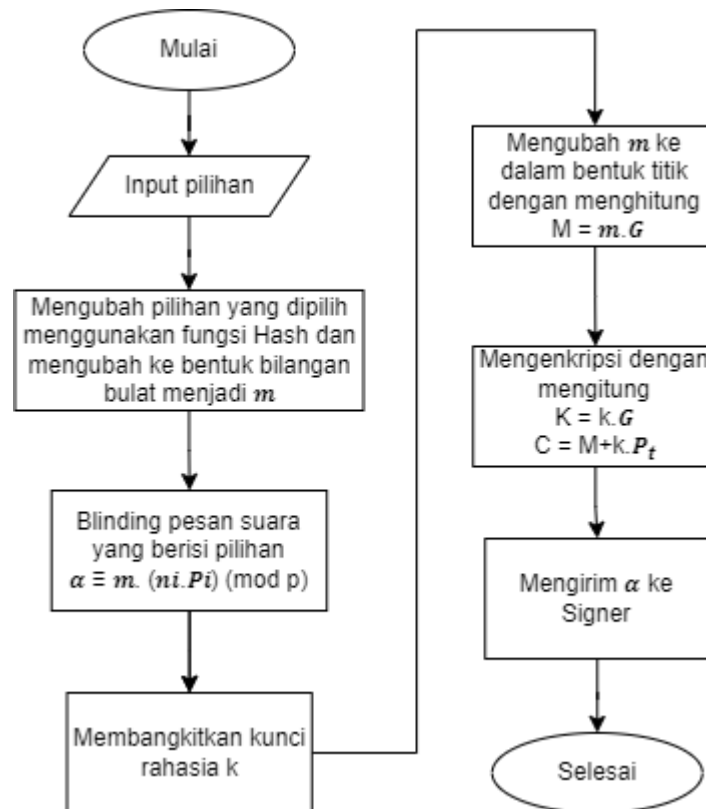 Mulai
Input pilihan
Mengubah pilihan yang dipilih
menggunakan fungsi Hash dan
mengubah ke bentuk bilangan
bulat menjadi m
Blinding pesan suara
yang berisi pilihan
α ≡ m. (ni.Pi) (mod p)
Membangkitkan kunci
rahasia k
Mengubah m ke
dalam bentuk titik
dengan menghitung
M = m.G
Mengenkripsi dengan
mengitung
K = k.G
C = M+k.Pₜ
Mengirim α ke
Signer
Selesai